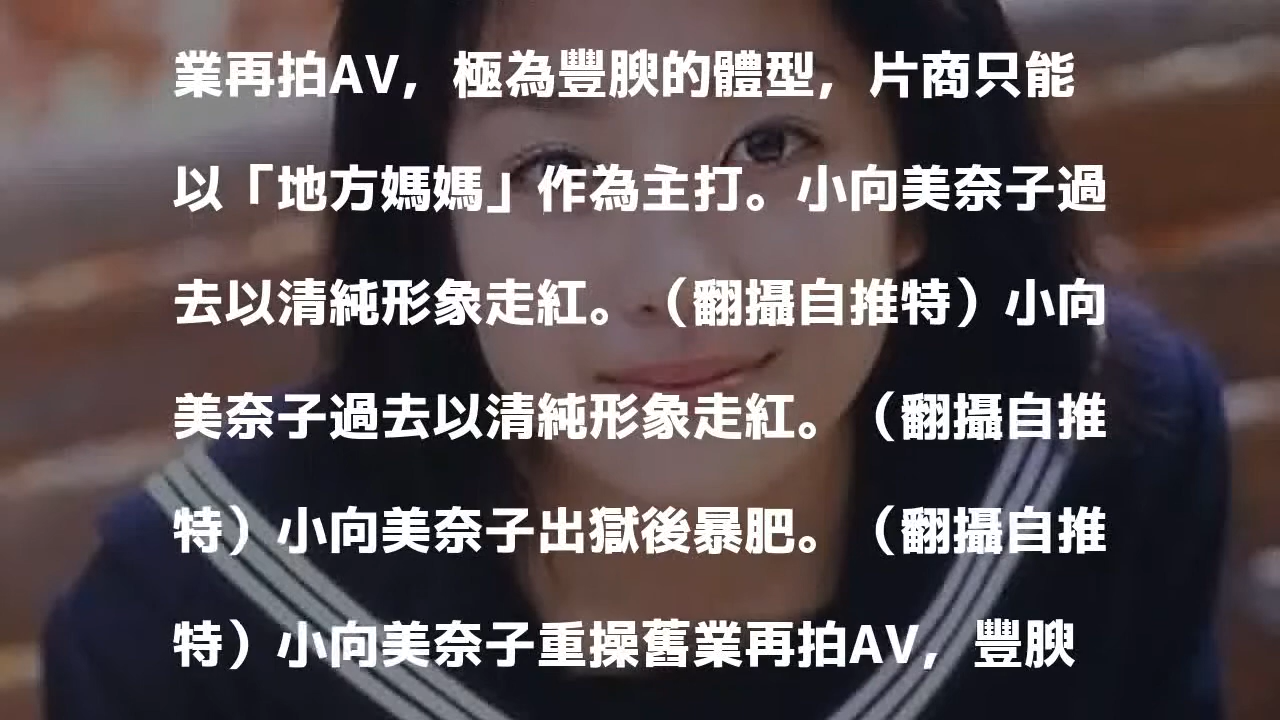 業再拍AV，極為豐腴的體型，片商只能
以「地方媽媽」作為主打。小向美奈子過
去以清純形象走紅。（翻攝自推特）小向
美奈子過去以清純形象走紅。（翻攝自推
特）小向美奈子出獄後暴肥。（翻攝自推
特）小向美奈子重操舊業再拍AV，豐腴